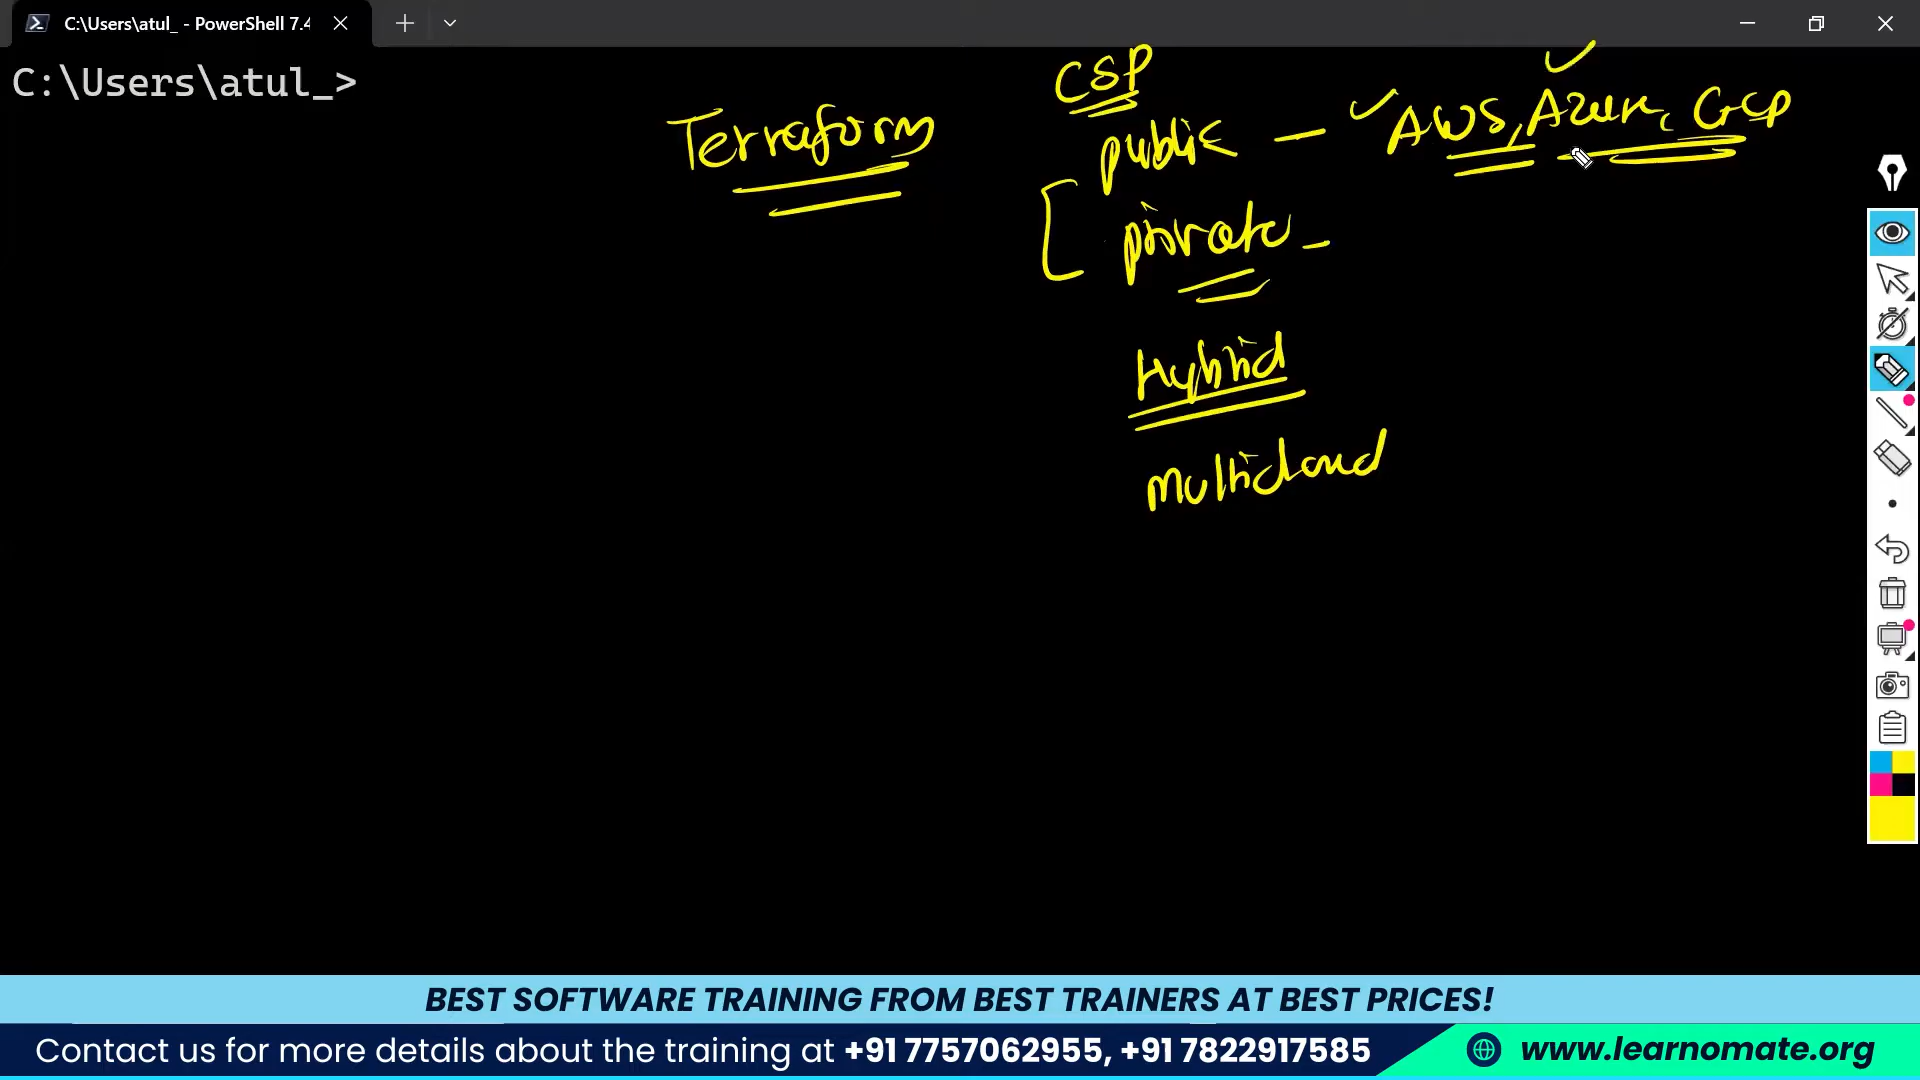 C:\Users\atul_ - PowerShell 7.4
C:\Users\atul_>
Terraform
CSP
public - AWS, Azure, GCP
private -
Hybrid
multicloud
BEST SOFTWARE TRAINING FROM BEST TRAINERS AT BEST PRICES!
Contact us for more details about the training at +91 7757062955, +91 7822917585
www.learnomate.org